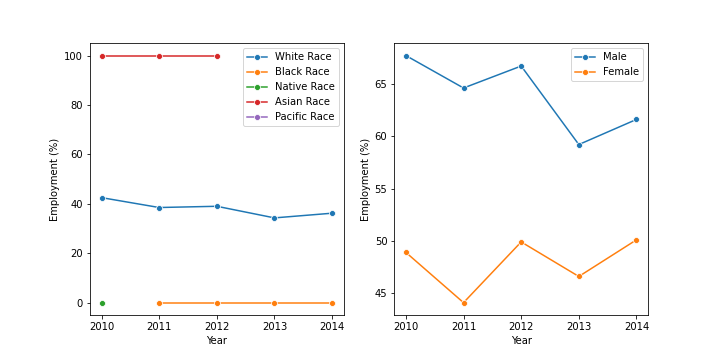 100
80
60
40
20
0
Employment (%)
2010 2011 2012 2013 2014
Year
White Race
Black Race
Native Race
Asian Race
Pacific Race
65
60
55
50
45
Employment (%)
2010 2011 2012 2013 2014
Year
Male
Female